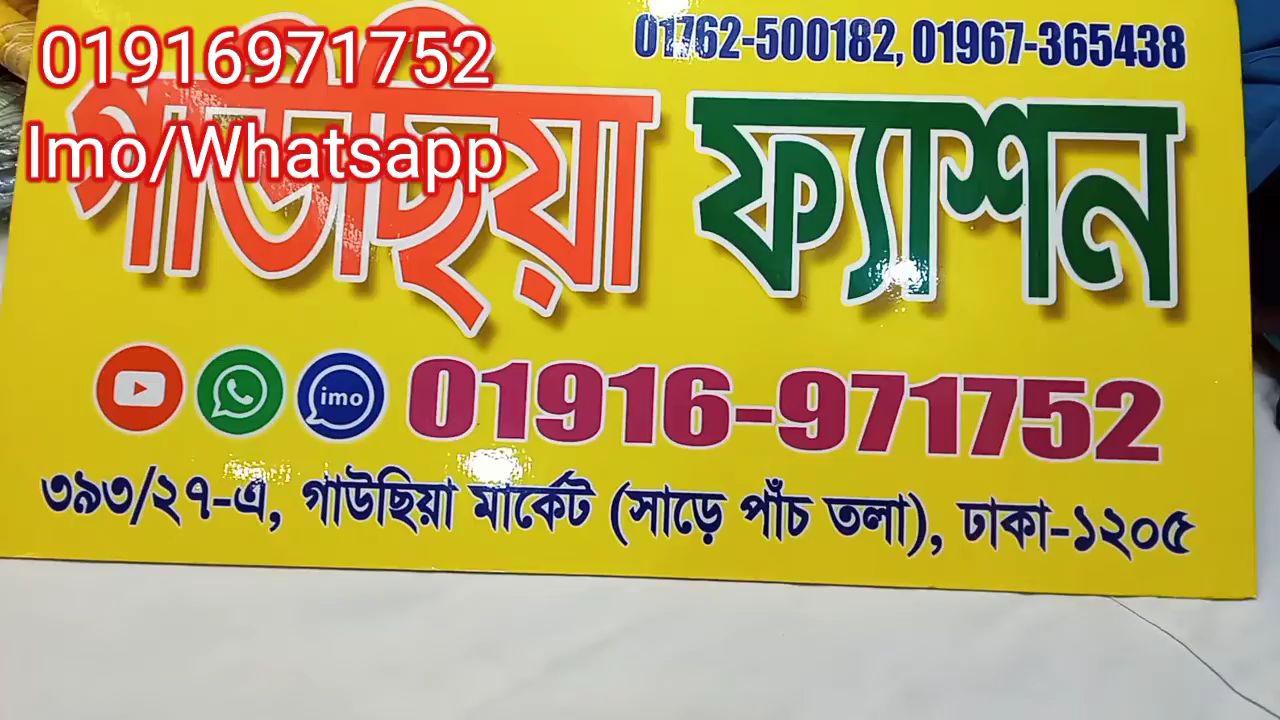 01916971752
Imo/Whatsapp
01762-500182, 01967-365438
গাউছিয়া ফ্যাশন
imo 01916-971752
৩৯৩/২৭-এ, গাউছিয়া মার্কেট (সাড়ে পাঁচ তলা), ঢাকা-১২০৫